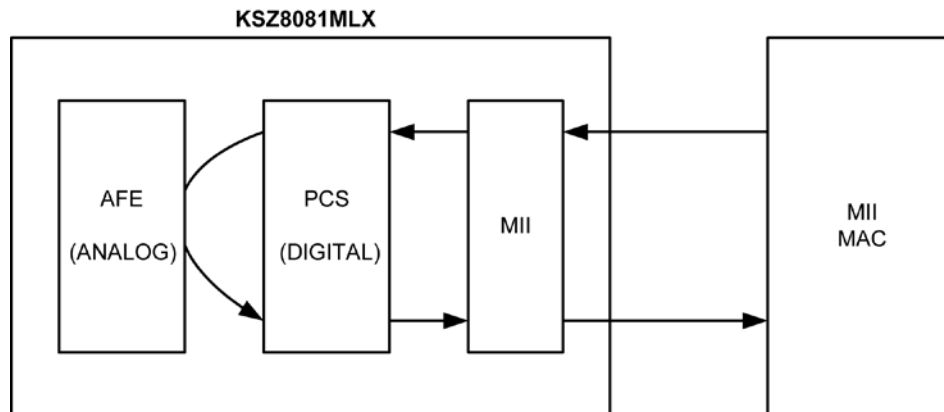 KSZ8081MLX
AFE
(ANALOG)
PCS
(DIGITAL)
MII
MII
MAC